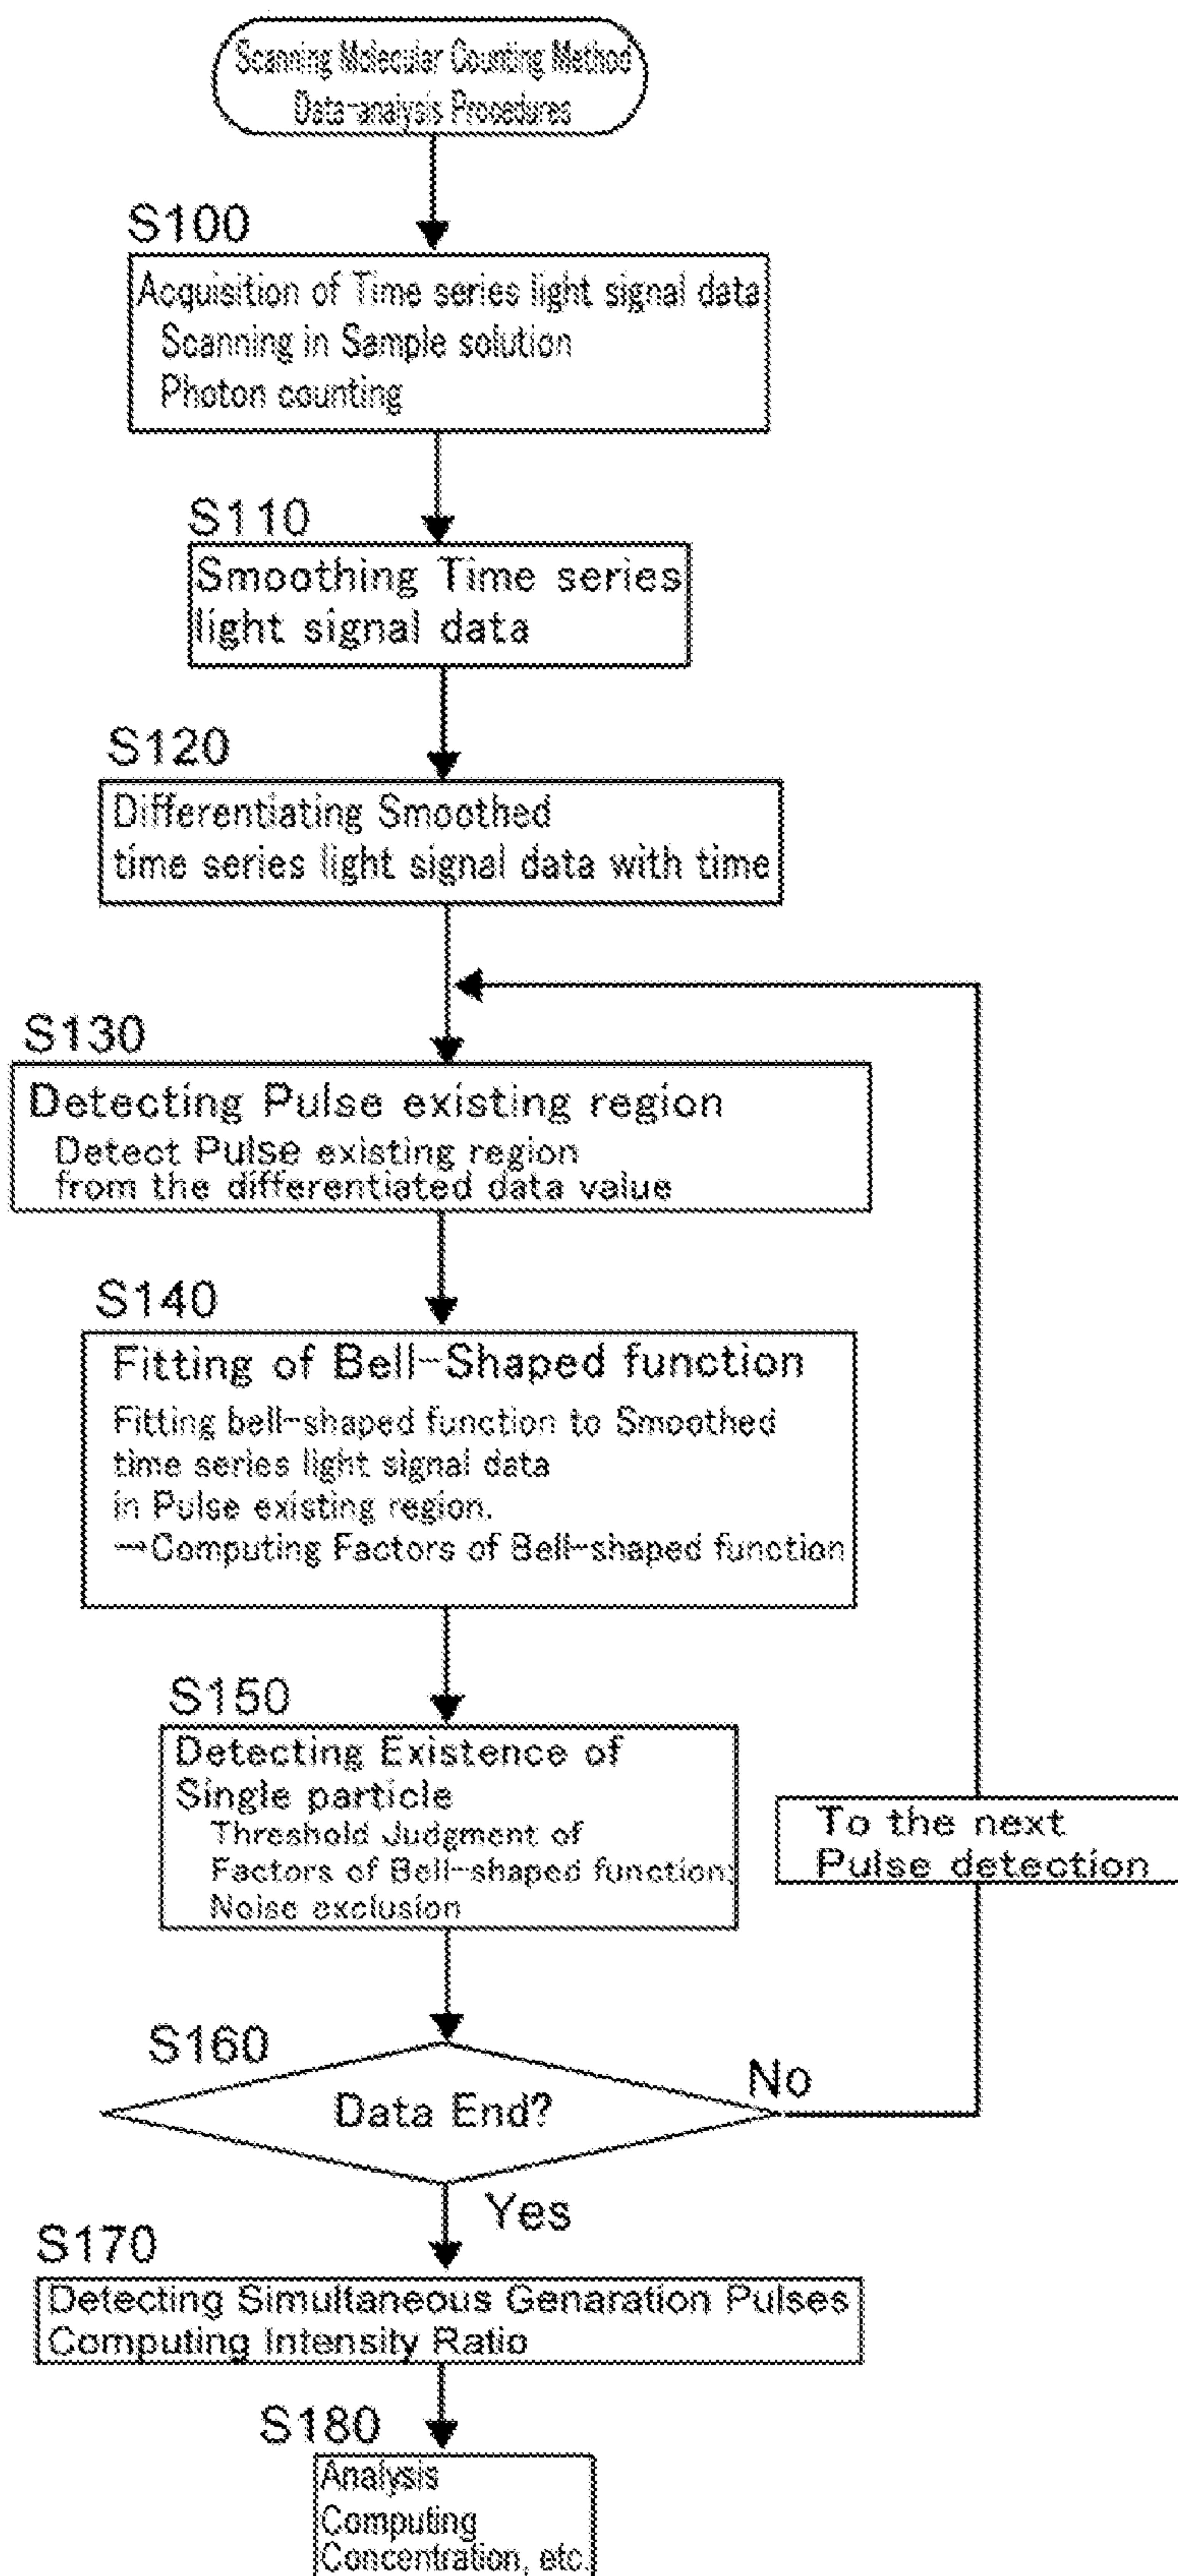 Scanning Molecular Counting Method
Data-analysis Procedures
S100
Acquisition of Time series light signal data
Scanning in Sample solution
Photon counting
S110
Smoothing Time series
light signal data
S120
Differentiating Smoothed
time series light signal data with time
S130
Detecting Pulse existing region
Detect Pulse existing region
from the differentiated data value
S140
Fitting of Bell-Shaped function
Fitting bell-shaped function to Smoothed
time series light signal data
in Pulse existing region.
→Computing Factors of Bell-shaped function
S150
Detecting Existence of
Single particle
Threshold Judgment of
Factors of Bell-shaped function;
Noise exclusion
To the next
Pulse detection
S160
Data End?
No
Yes
S170
Detecting Simultaneous Genaration Pulses
Computing Intensity Ratio
S180
Analysis
Computing
Concentration, etc.